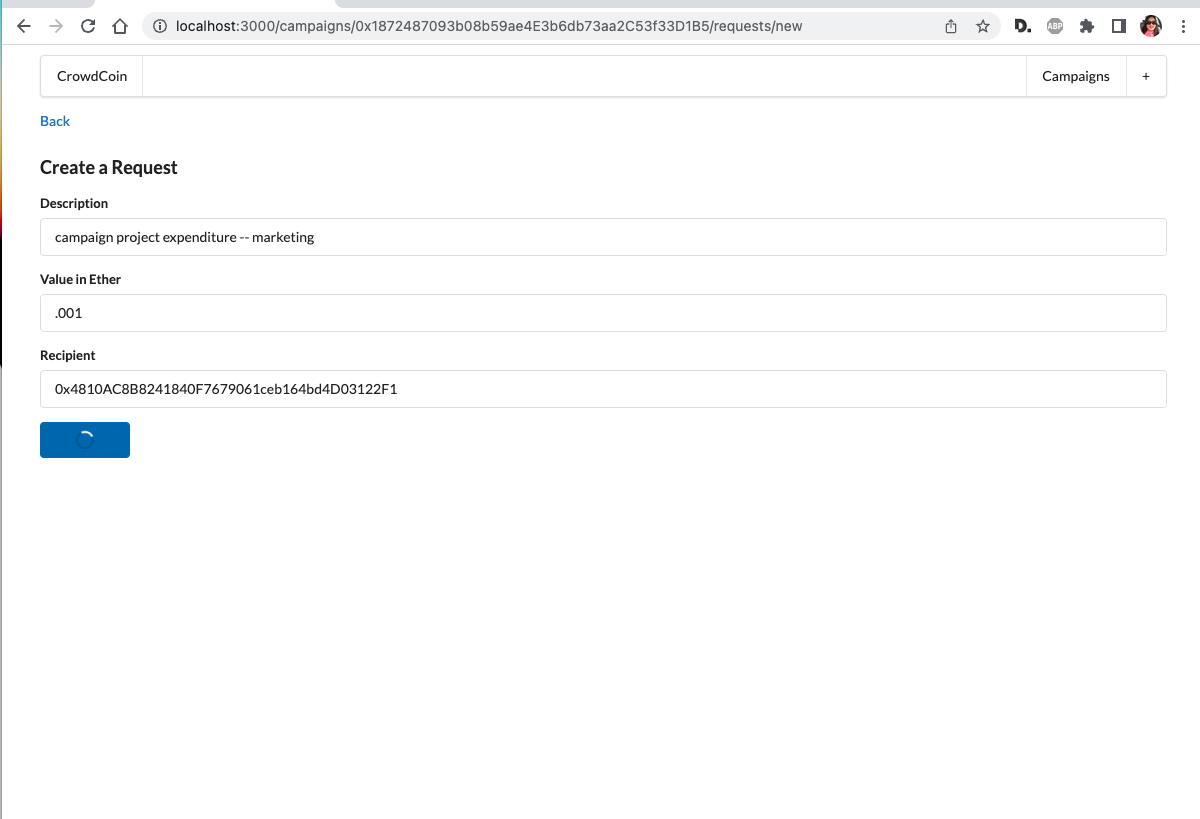 localhost:3000/campaigns/0x1872487093b08b59ae4E3b6db73aa2C53f33D1B5/requests/new
D.
ABP
CrowdCoin
Campaigns
+
Back
Create a Request
Description
campaign project expenditure -- marketing
Value in Ether
.001
Recipient
0x4810AC8B8241840F7679061ceb164bd4D03122F1